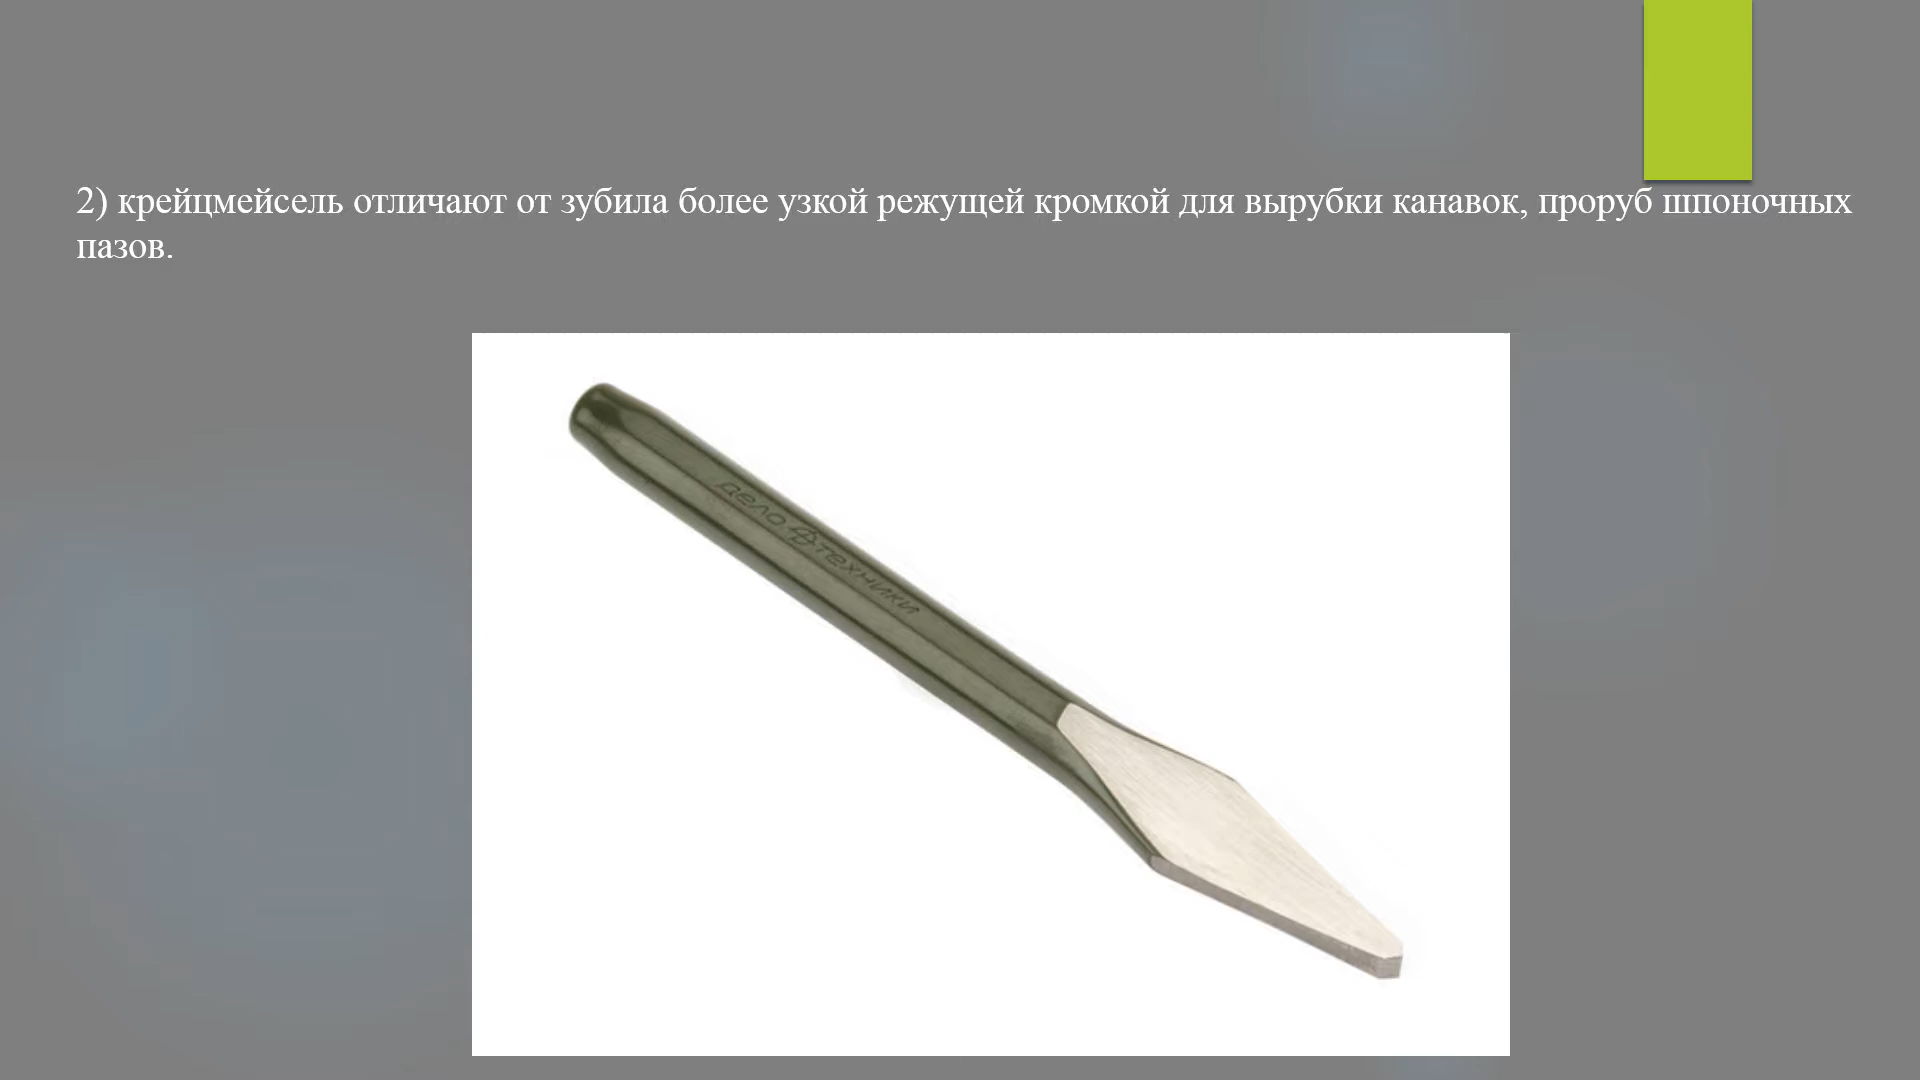 2) крейцмейсель отличают от зубила более узкой режущей кромкой для вырубки канавок, проруб шпоночных
пазов.
дело техники